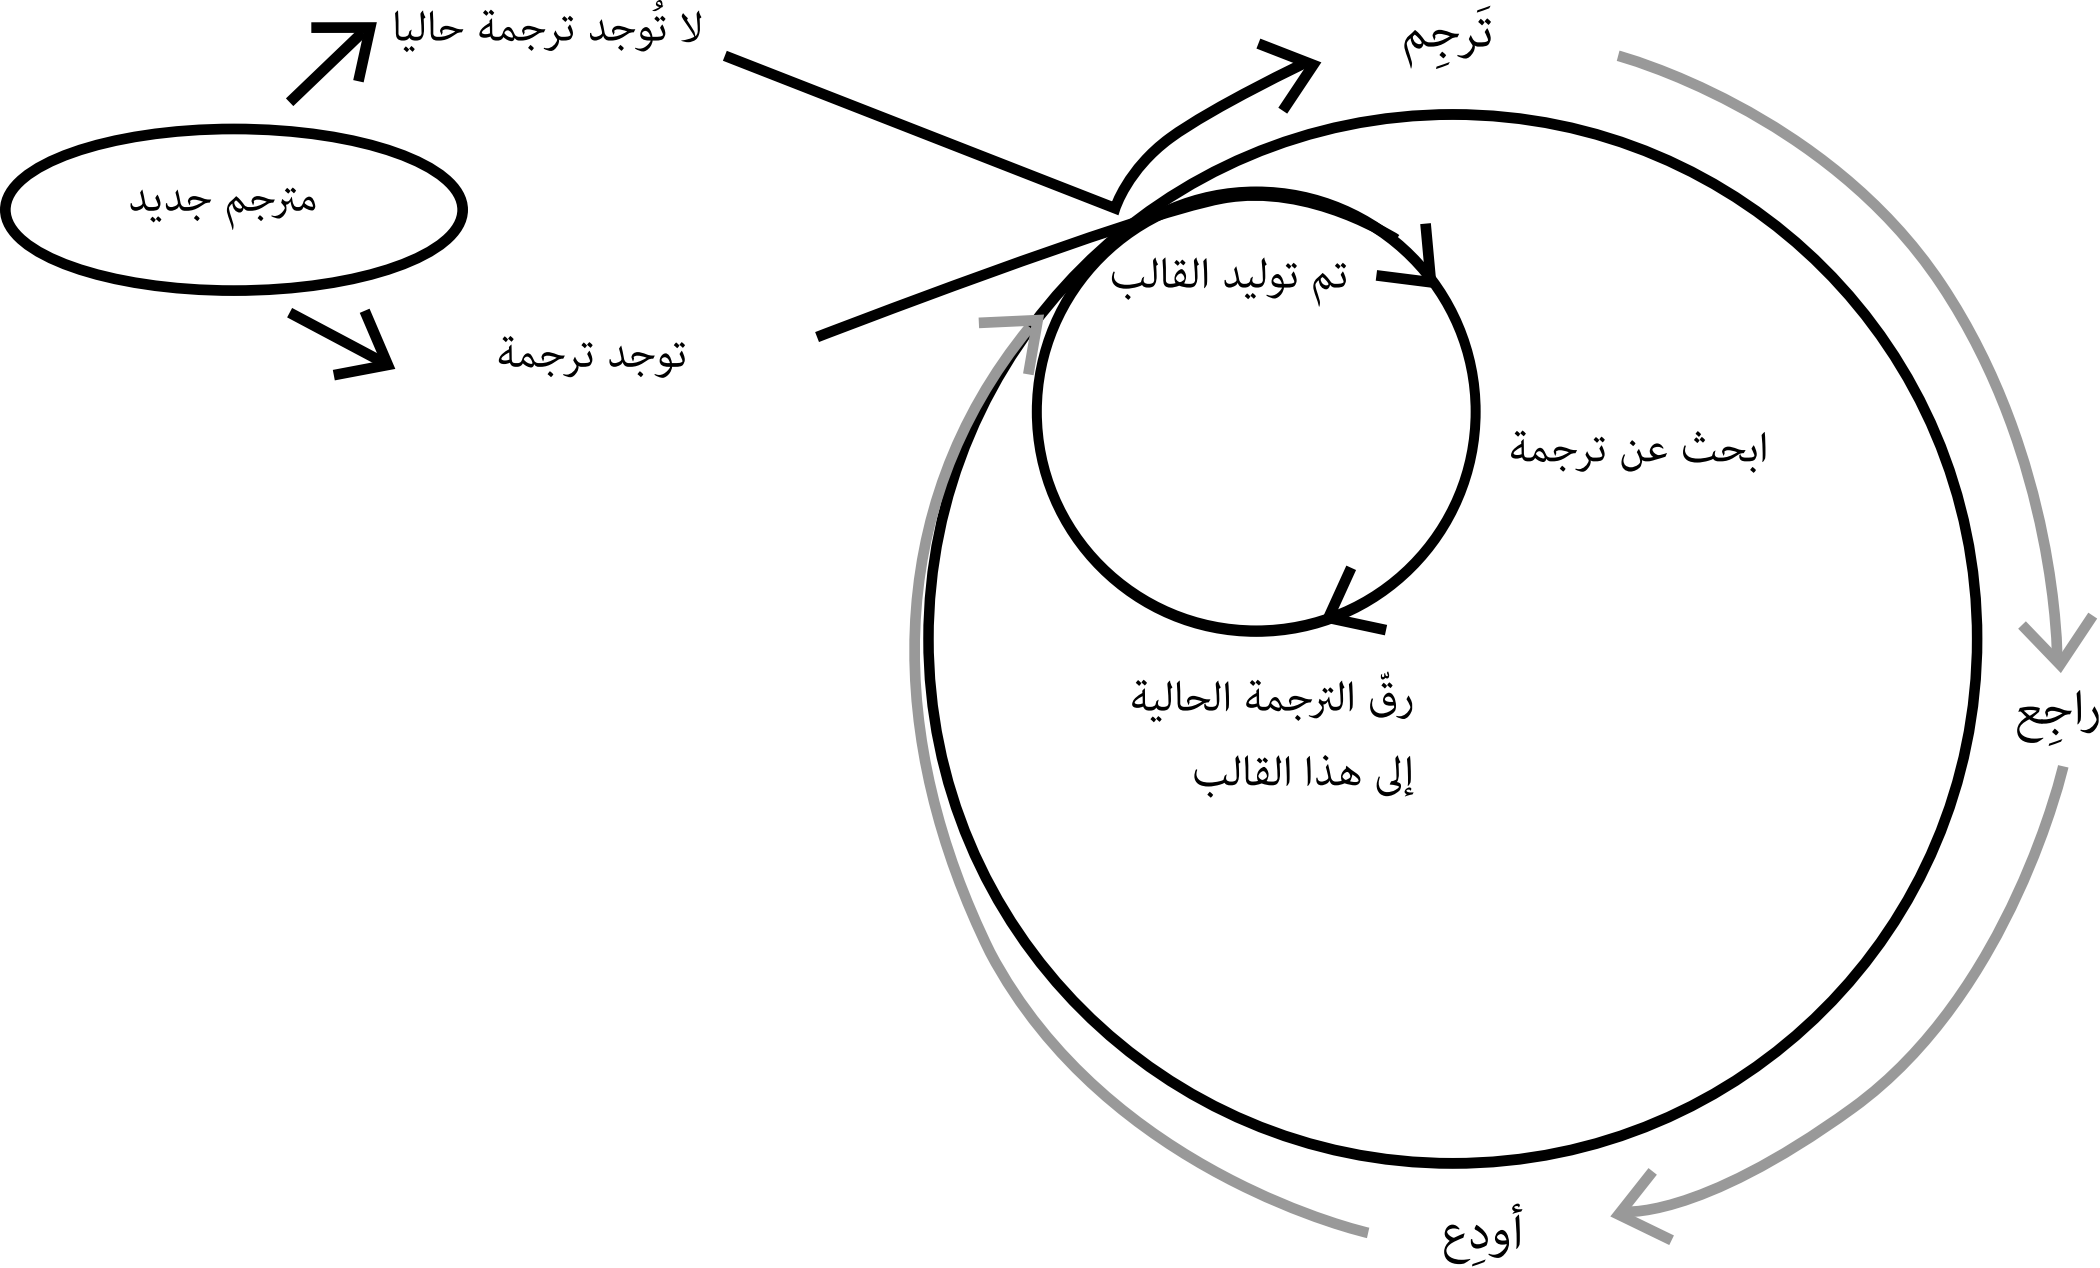 لا تُوجد ترجمة حاليا
تَرجِم
مترجم جديد
تم توليد القالب
توجد ترجمة
ابحث عن ترجمة
رقّ الترجمة الحالية
إلى هذا القالب
راجِع
أودِع